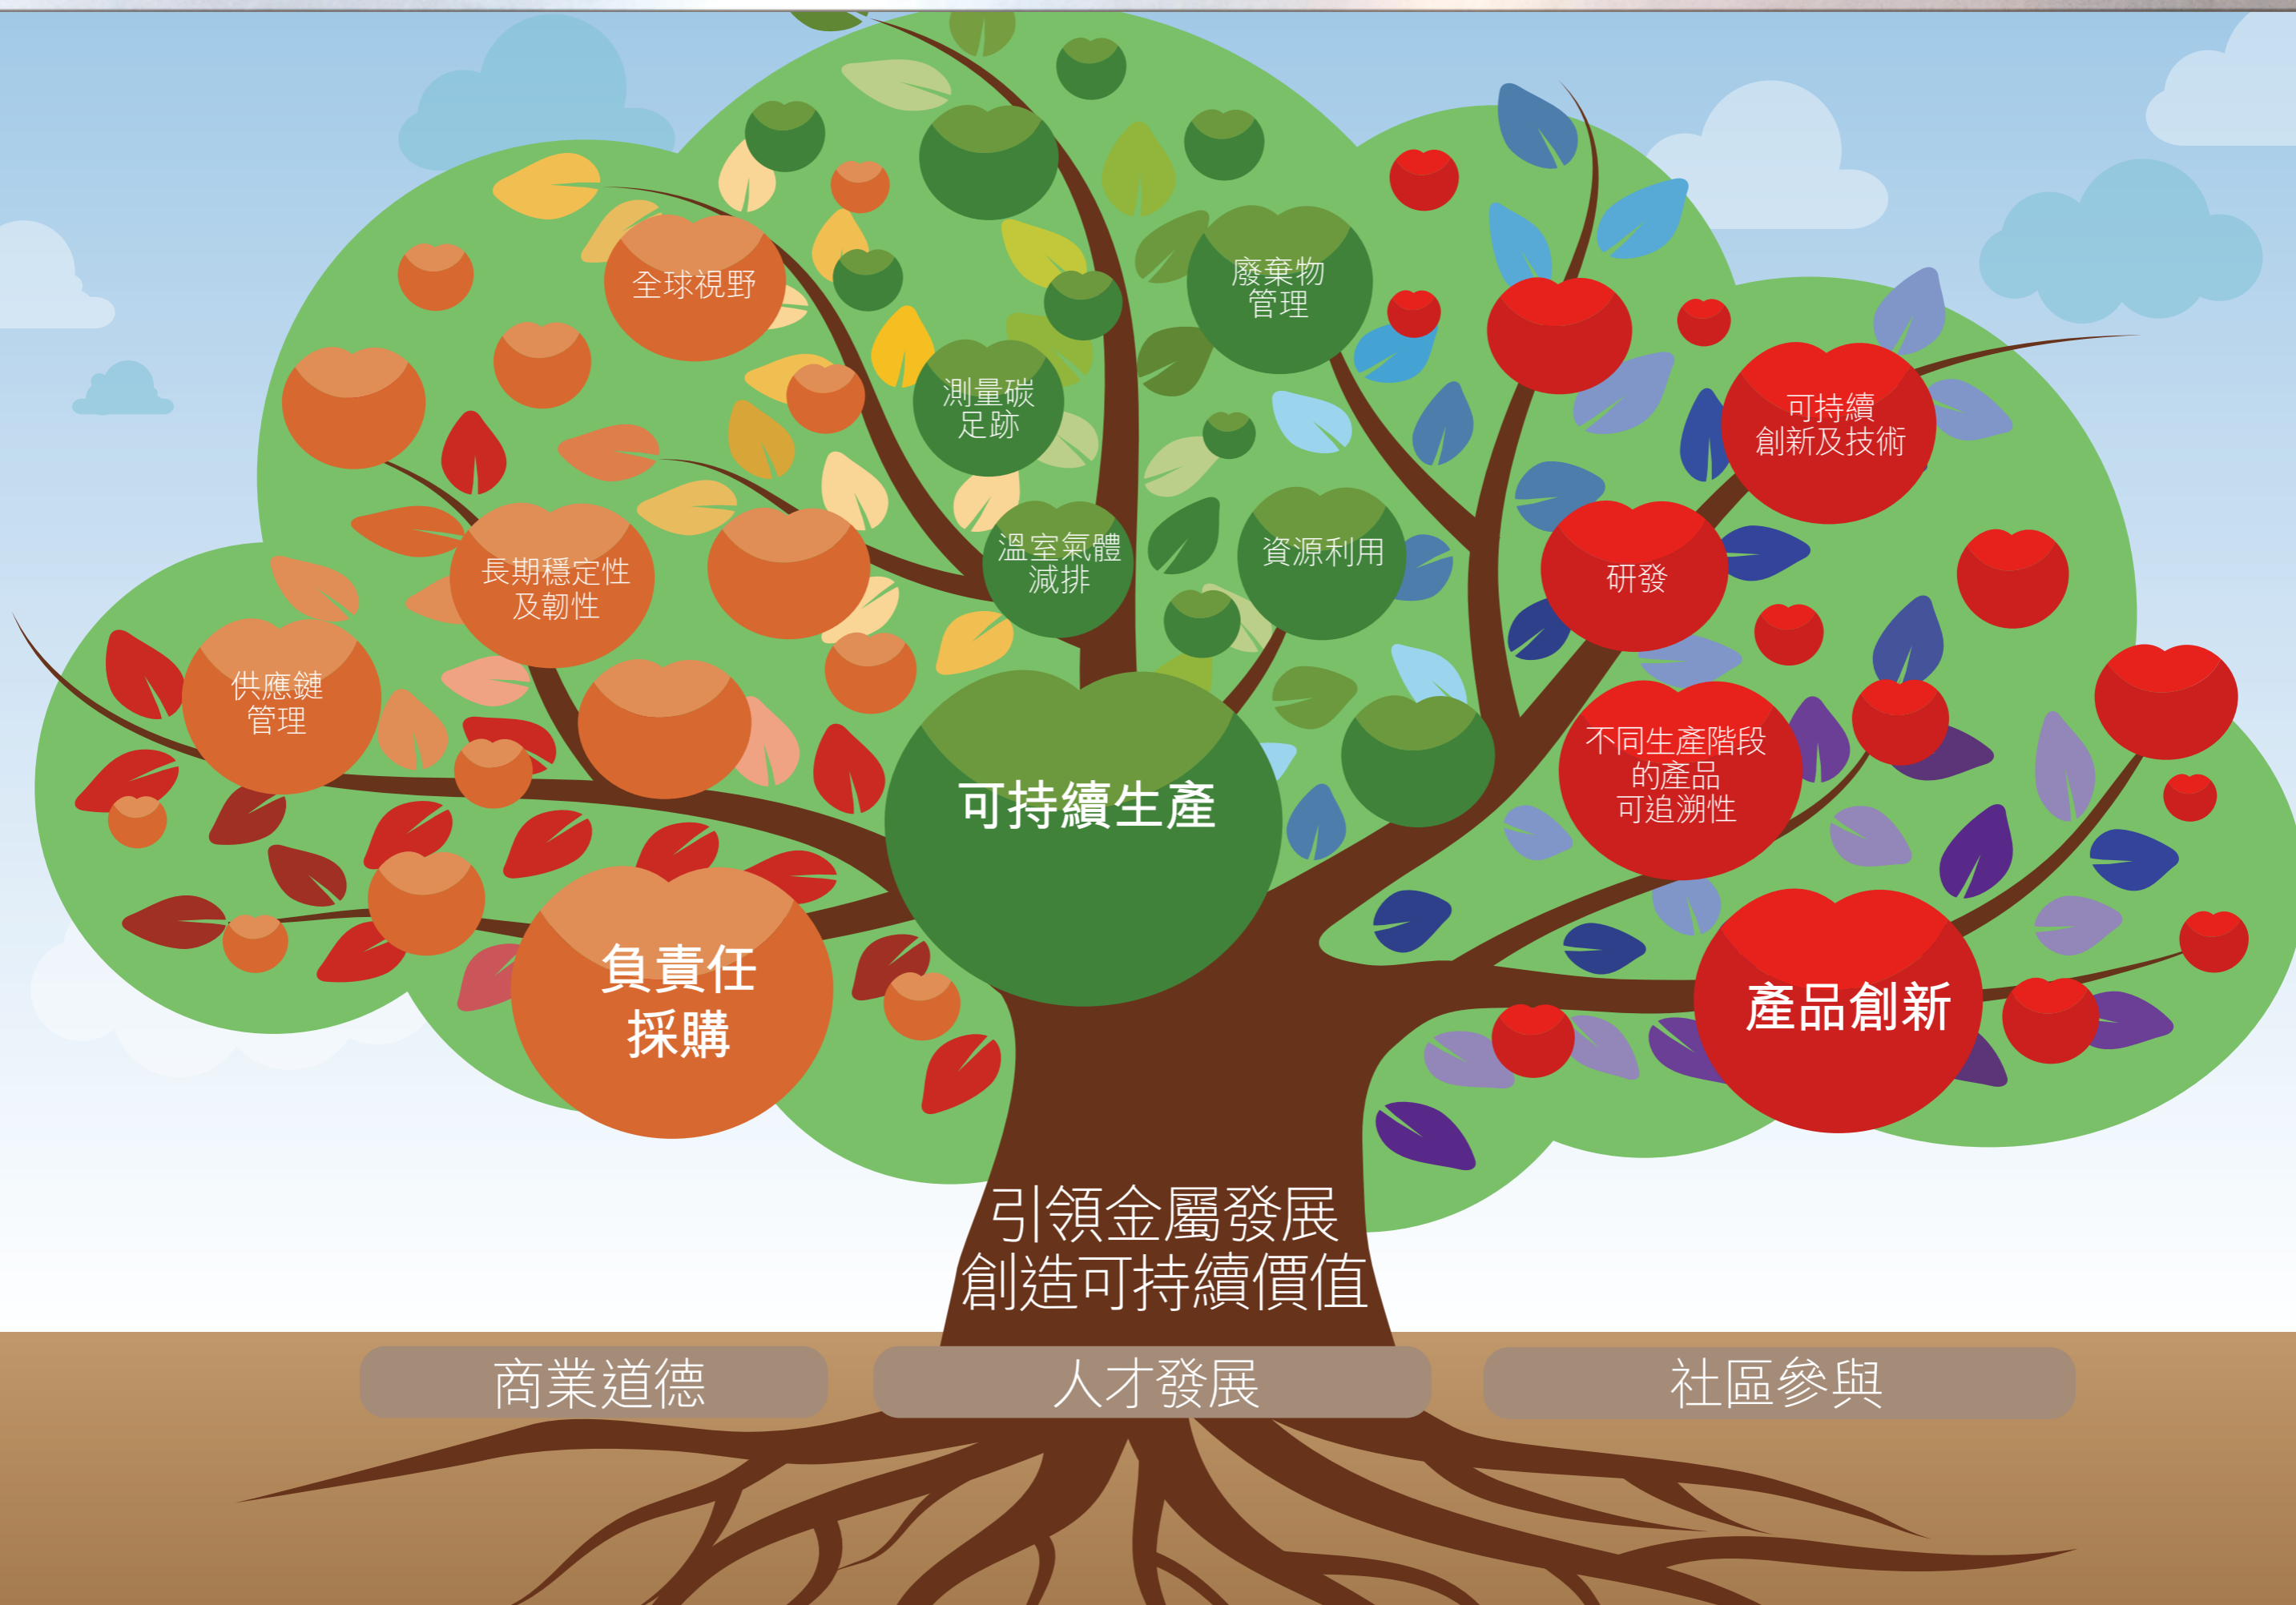 全球視野
廢棄物
管理
測量碳
足跡
可持續
創新及技術
長期穩定性
及韌性
溫室氣體
減排
資源利用
研發
供應鏈
管理
不同生產階段
的產品
可追溯性
可持續生產
負責任
採購
產品創新
引領金屬發展
創造可持續價值
商業道德
人才發展
社區參與